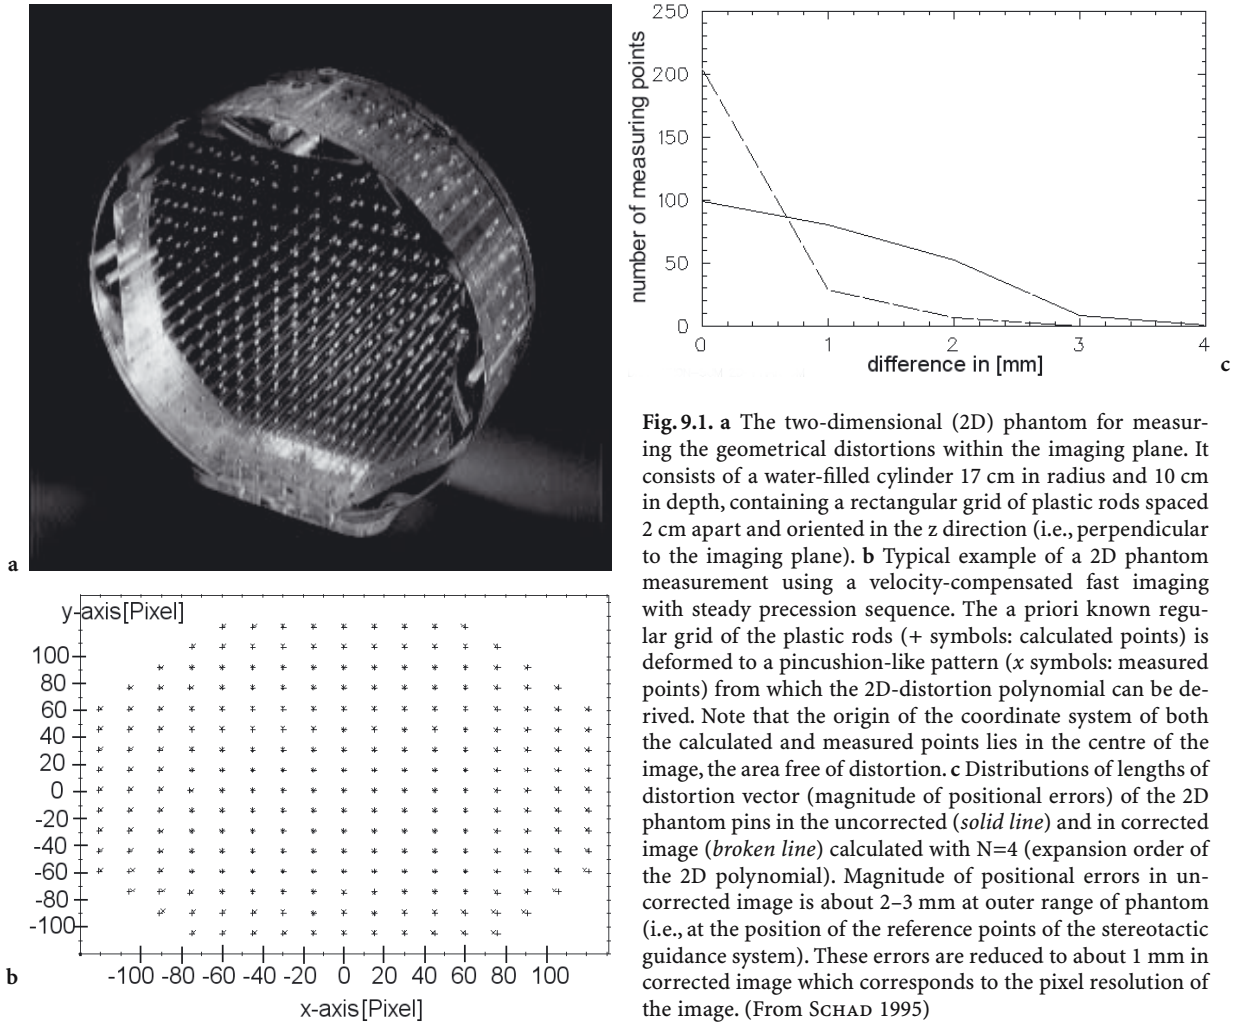 a
250
200
150
100
50
0
number of measuring points
0 1 2 3 4
difference in [mm]
c
y-axis[Pixel]
100
80
60
40
20
0
-20
-40
-60
-80
-100
-100 -80 -60 -40 -20 0 20 40 60 80 100
x-axis[Pixel]
b
Fig. 9.1. a The two-dimensional (2D) phantom for measur-
ing the geometrical distortions within the imaging plane. It
consists of a water-filled cylinder 17 cm in radius and 10 cm
in depth, containing a rectangular grid of plastic rods spaced
2 cm apart and oriented in the z direction (i.e., perpendicular
to the imaging plane). b Typical example of a 2D phantom
measurement using a velocity-compensated fast imaging
with steady precession sequence. The a priori known regu-
lar grid of the plastic rods (+ symbols: calculated points) is
deformed to a pincushion-like pattern (x symbols: measured
points) from which the 2D-distortion polynomial can be de-
rived. Note that the origin of the coordinate system of both
the calculated and measured points lies in the centre of the
image, the area free of distortion. c Distributions of lengths of
distortion vector (magnitude of positional errors) of the 2D
phantom pins in the uncorrected (solid line) and in corrected
image (broken line) calculated with N=4 (expansion order of
the 2D polynomial). Magnitude of positional errors in un-
corrected image is about 2–3 mm at outer range of phantom
(i.e., at the position of the reference points of the stereotactic
guidance system). These errors are reduced to about 1 mm in
corrected image which corresponds to the pixel resolution of
the image. (From SCHAD 1995)